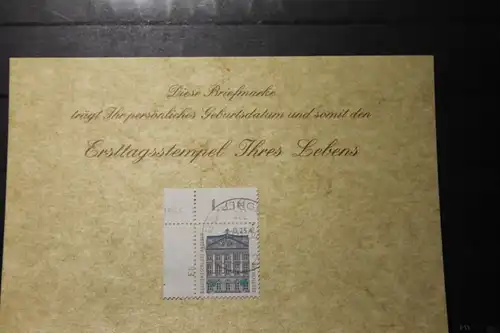 Diese Briefmarke
trägt Ihr persönliches Geburtsdatum und somit den
Ersttagsstempel Ihres Lebens